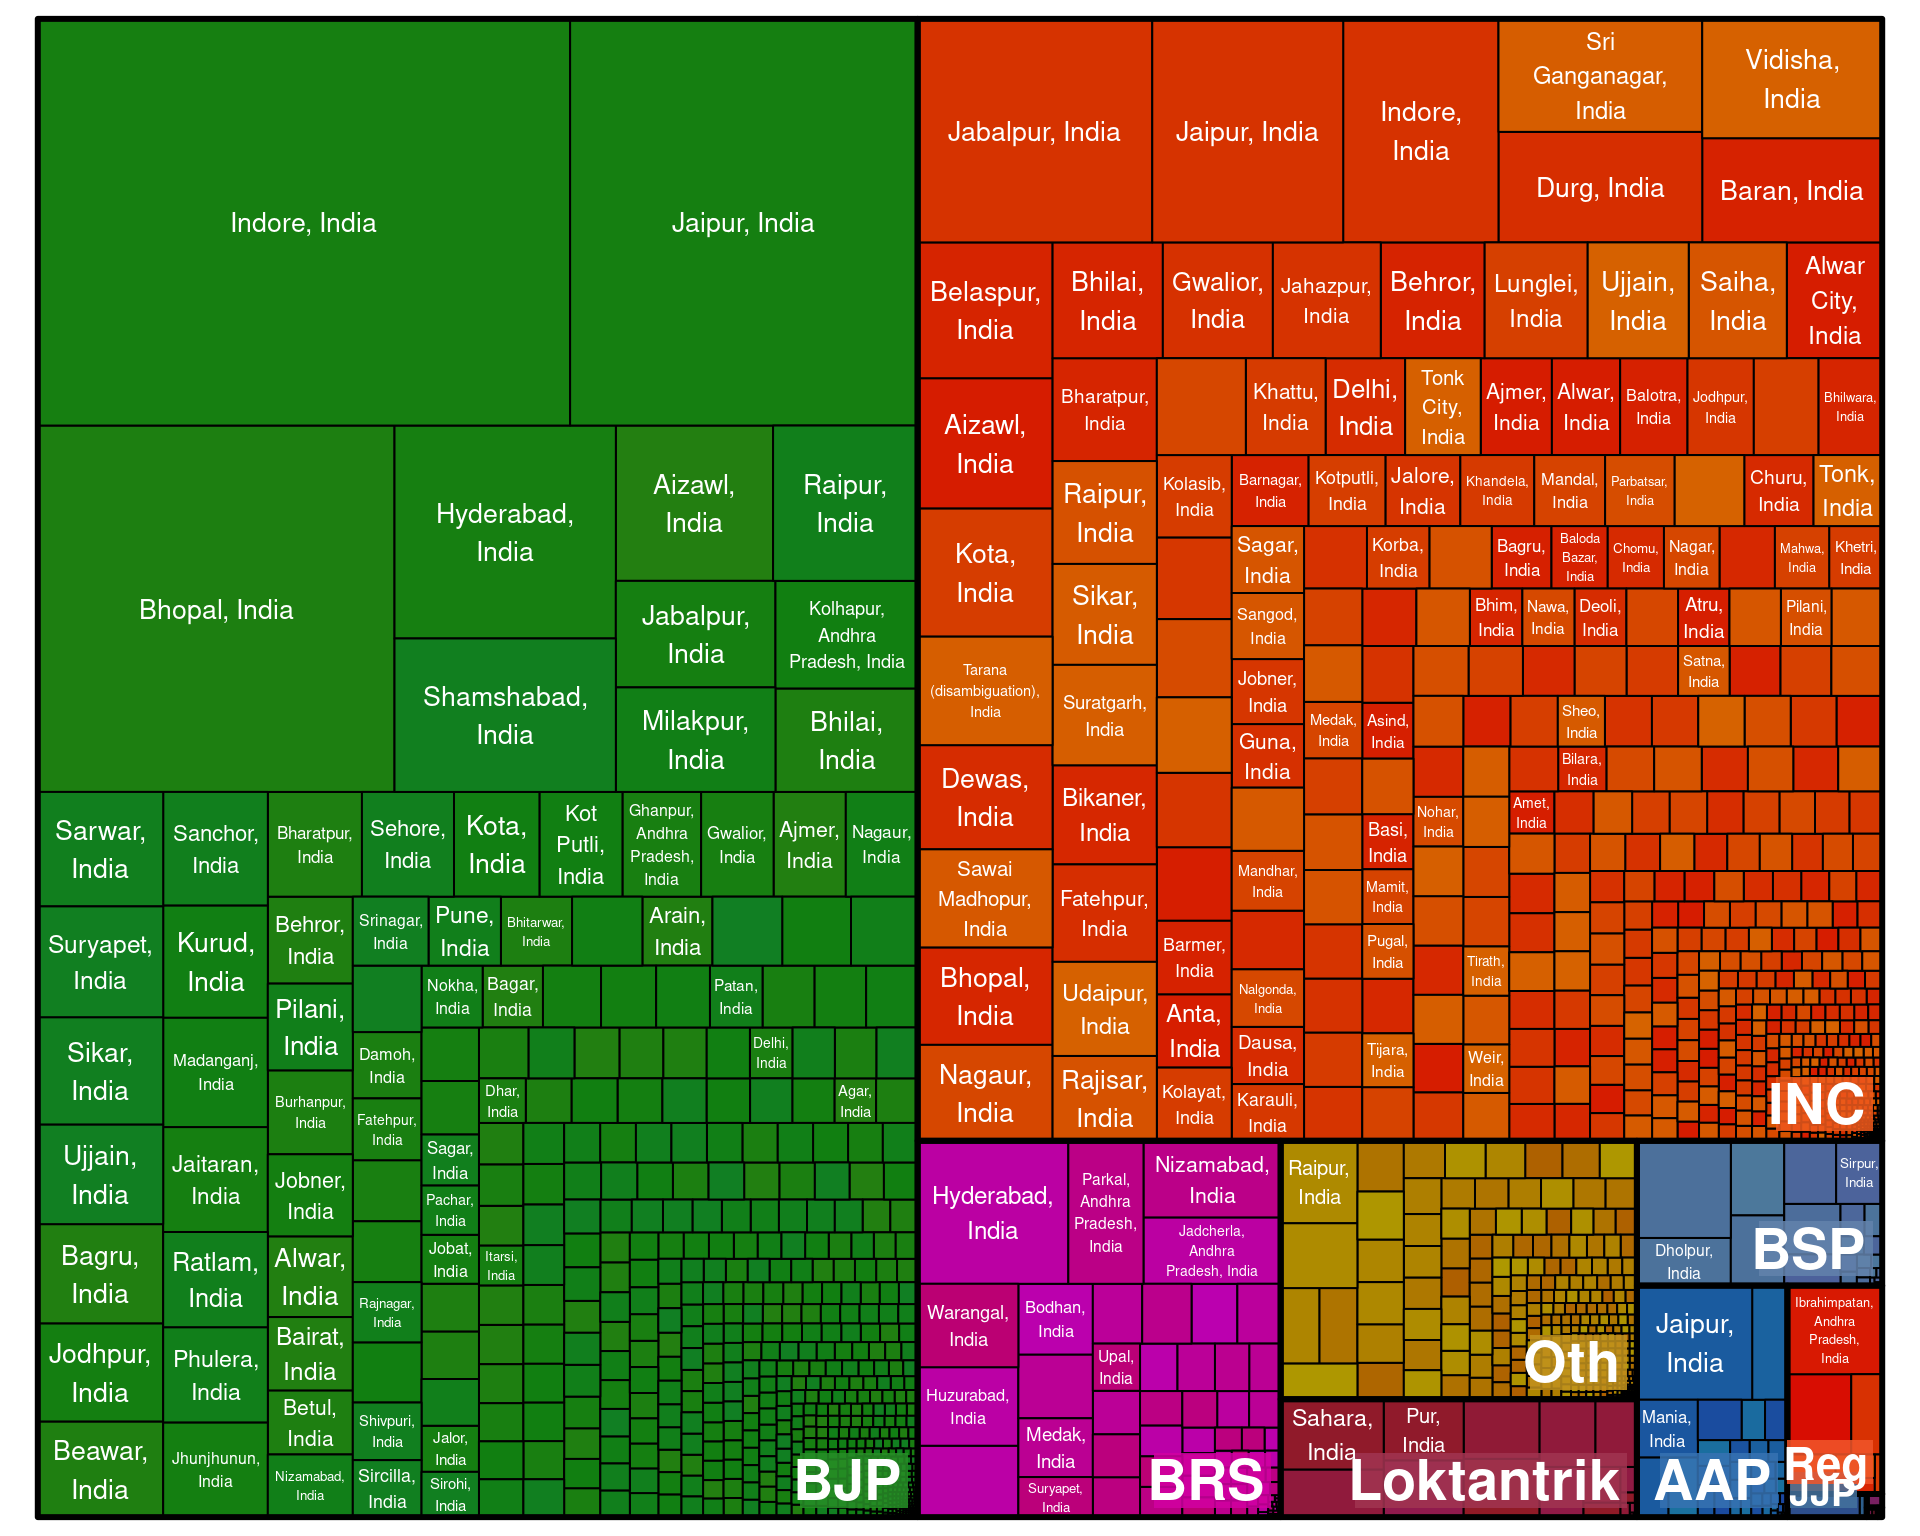 Indore, India
Jaipur, India
Bhopal, India
Hyderabad,
India
Shamshabad,
India
Aizawl,
India
Raipur,
India
Jabalpur,
India
Kolhapur,
Andhra
Pradesh, India
Milakpur,
India
Bhilai,
India
Sarwar,
India
Sanchor,
India
Bharatpur,
India
Sehore,
India
Kota,
India
Kot
Putli,
India
Ghanpur,
Andhra
Pradesh,
India
Gwalior,
India
Ajmer,
India
Nagaur,
India
Suryapet,
India
Kurud,
India
Behror,
India
Srinagar,
India
Pune,
India
Bhitarwar,
India
Arain,
India
Pilani,
India
Nokha,
India
Bagar,
India
Patan,
India
Sikar,
India
Madanganj,
India
Damoh,
India
Delhi,
India
Burhanpur,
India
Fatehpur,
India
Dhar,
India
Agar,
India
Ujjain,
India
Jaitaran,
India
Jobner,
India
Sagar,
India
Pachar,
India
Bagru,
India
Ratlam,
India
Alwar,
India
Jobat,
India
Itarsi,
India
Rajnagar,
India
Jodhpur,
India
Phulera,
India
Bairat,
India
Betul,
India
Shivpuri,
India
Jalor,
India
Beawar,
India
Jhunjhunun,
India
Nizamabad,
India
Sircilla,
India
Sirohi,
India
BJP
Jabalpur, India
Jaipur, India
Indore,
India
Sri
Ganganagar,
India
Vidisha,
India
Durg, India
Baran, India
Belaspur,
India
Bhilai,
India
Gwalior,
India
Jahazpur,
India
Behror,
India
Lunglei,
India
Ujjain,
India
Saiha,
India
Alwar
City,
India
Aizawl,
India
Bharatpur,
India
Khattu,
India
Delhi,
India
Tonk
City,
India
Ajmer,
India
Alwar,
India
Balotra,
India
Jodhpur,
India
Bhilwara,
India
Raipur,
India
Kolasib,
India
Barnagar,
India
Kotputli,
India
Jalore,
India
Khandela,
India
Mandal,
India
Parbatsar,
India
Churu,
India
Tonk,
India
Kota,
India
Sikar,
India
Sagar,
India
Korba,
India
Bagru,
India
Baloda
Bazar,
India
Chomu,
India
Nagar,
India
Mahwa,
India
Khetri,
India
Sangod,
India
Bhim,
India
Nawa,
India
Deoli,
India
Atru,
India
Pilani,
India
Tarana
(disambiguation),
India
Suratgarh,
India
Jobner,
India
Satna,
India
Medak,
India
Asind,
India
Sheo,
India
Guna,
India
Bilara,
India
Dewas,
India
Bikaner,
India
Nohar,
India
Amet,
India
Basi,
India
Sawai
Madhopur,
India
Fatehpur,
India
Mandhar,
India
Mamit,
India
Barmer,
India
Pugal,
India
Tirath,
India
Bhopal,
India
Udaipur,
India
Nalgonda,
India
Anta,
India
Dausa,
India
Tijara,
India
Weir,
India
Nagaur,
India
Rajisar,
India
Kolayat,
India
Karauli,
India
INC
Hyderabad,
India
Parkal,
Andhra
Pradesh,
India
Nizamabad,
India
Jadcherla,
Andhra
Pradesh, India
Warangal,
India
Bodhan,
India
Upal,
India
Huzurabad,
India
Medak,
India
Suryapet,
India
BRS
Raipur,
India
Oth
Sahara,
India
Pur,
India
Loktantrik
Sirpur,
India
Dholpur,
India
BSP
Jaipur,
India
Mania,
India
AAP
Ibrahimpatan,
Andhra
Pradesh,
India
Reg
JJP